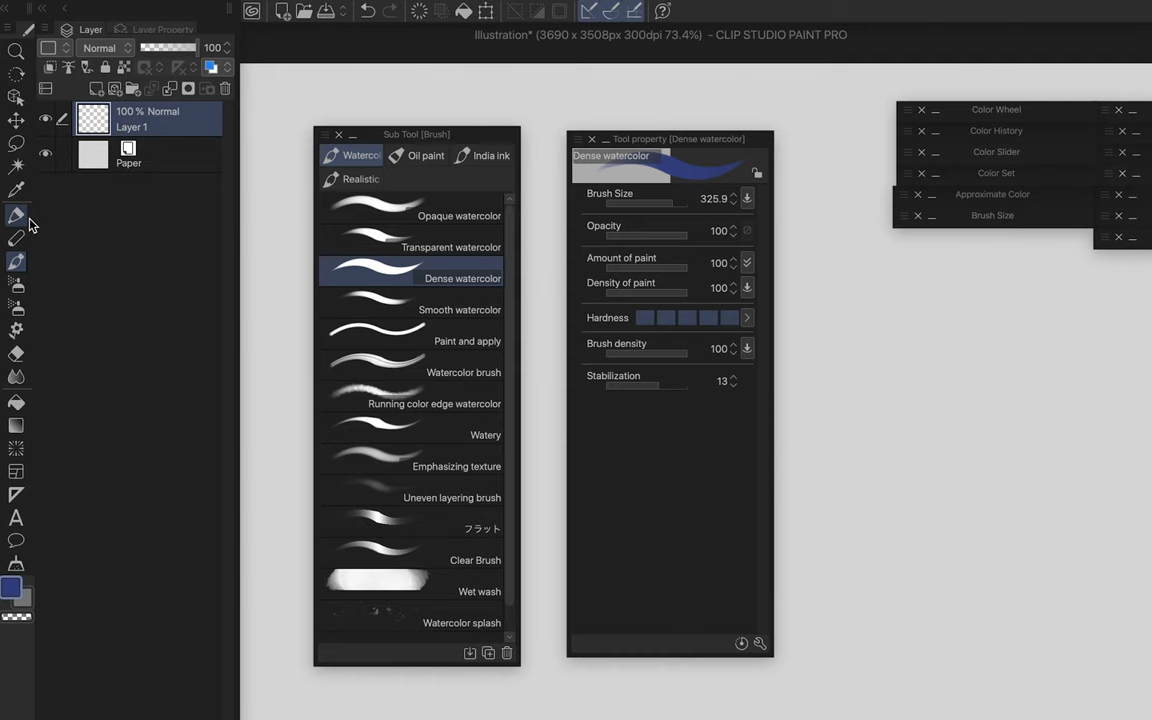 Illustration* (3690 x 3508px 300dpi 73.4%) - CLIP STUDIO PAINT PRO
Layer
Layer Property
Normal
100
100 % Normal
Layer 1
Paper
Sub Tool [Brush]
Watercol
Oil paint
India ink
Realistic
Opaque watercolor
Transparent watercolor
Dense watercolor
Smooth watercolor
Paint and apply
Watercolor brush
Running color edge watercolor
Watery
Emphasizing texture
Uneven layering brush
フラット
Clear Brush
Wet wash
Watercolor splash
Tool property [Dense watercolor]
Dense watercolor
Brush Size
325.9
Opacity
100
Amount of paint
100
Density of paint
100
Hardness
Brush density
100
Stabilization
13
Color Wheel
Color History
Color Slider
Color Set
Approximate Color
Brush Size